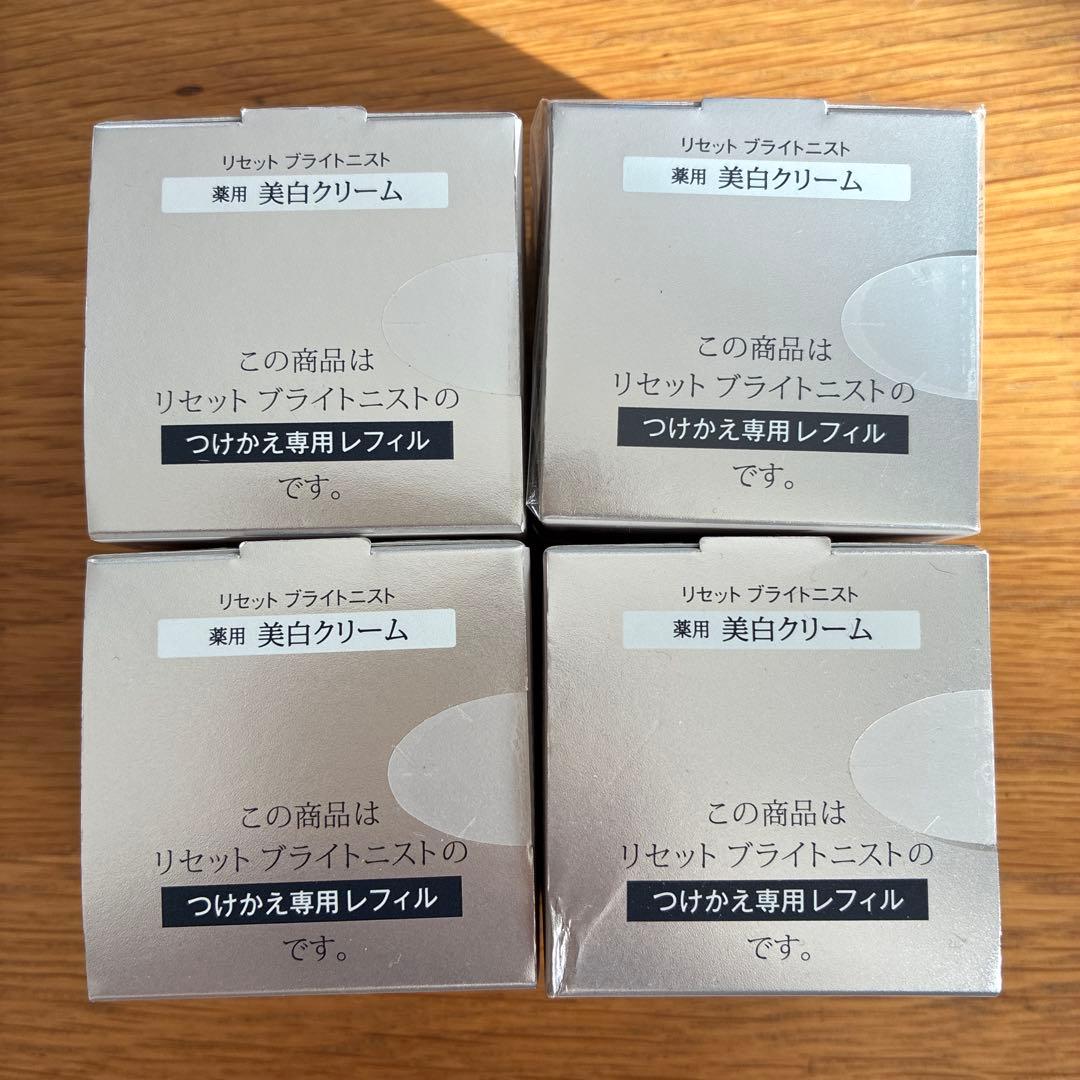 リセット ブライトニスト
薬用 美白クリーム
この商品は
リセット ブライトニストの
つけかえ専用レフィル
です。
リセット ブライトニスト
薬用 美白クリーム
この商品は
リセット ブライトニストの
つけかえ専用レフィル
です。
リセット ブライトニスト
薬用 美白クリーム
この商品は
リセット ブライトニストの
つけかえ専用レフィル
です。
リセット ブライトニスト
薬用 美白クリーム
この商品は
リセット ブライトニストの
つけかえ専用レフィル
です。